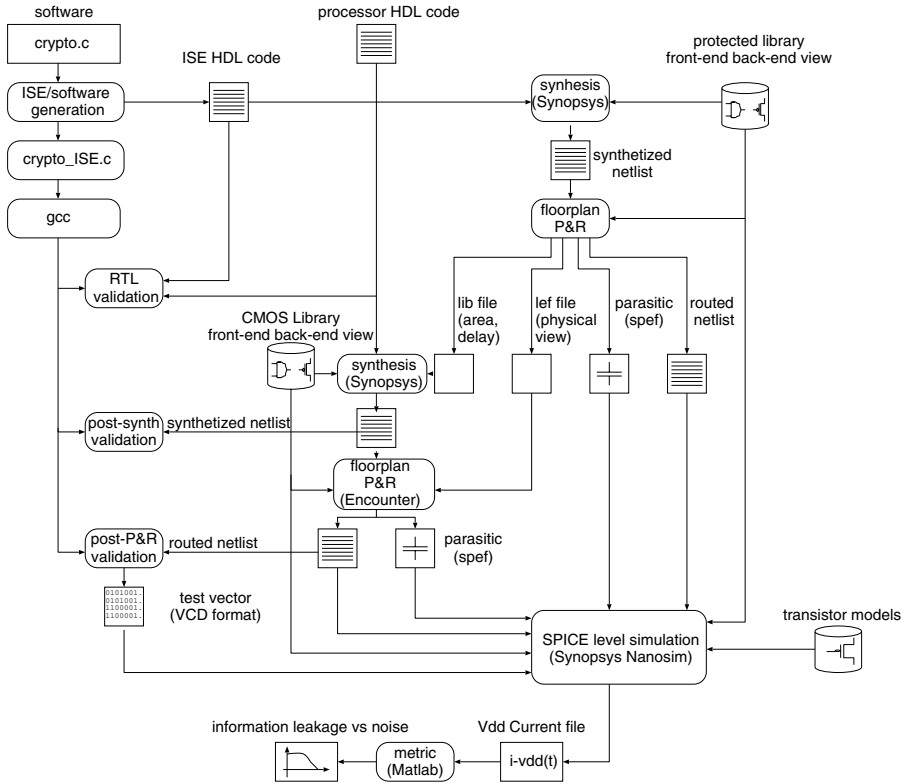 software
processor HDL code
crypto.c
ISE HDL code
protected library
front-end back-end view
ISE/software
generation
synhesis
(Synopsys)
crypto_ISE.c
synthetized
netlist
gcc
floorplan
P&R
RTL
validation
lib file
(area,
delay)
lef file
(physical
view)
parasitic
(spef)
routed
netlist
CMOS Library
front-end back-end view
synthesis
(Synopsys)
post-synth
validation
synthetized netlist
floorplan
P&R
(Encounter)
post-P&R
validation
routed netlist
parasitic
(spef)
0101001.
0101001.
1100001.
1100001.
test vector
(VCD format)
SPICE level simulation
(Synopsys Nanosim)
transistor models
information leakage vs noise
Vdd Current file
metric
(Matlab)
i-vdd(t)